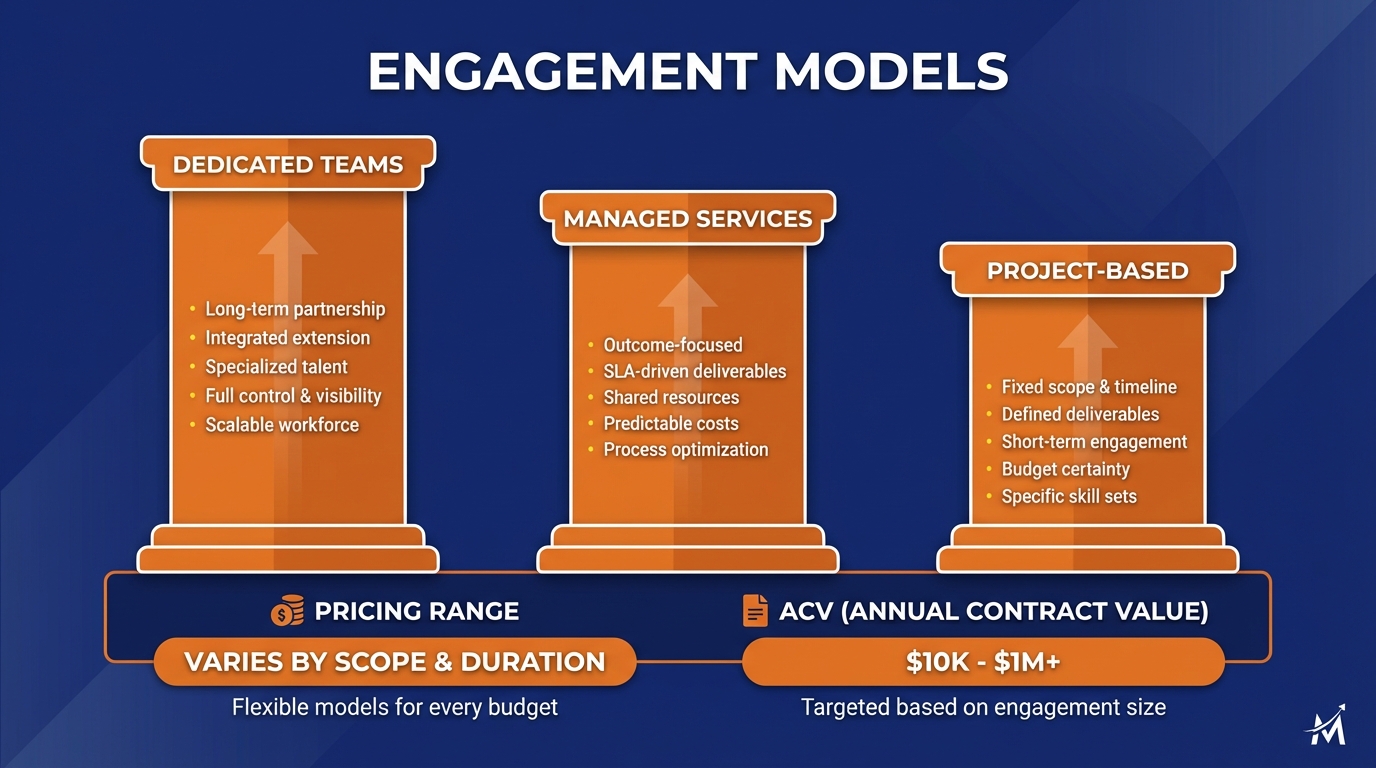 ENGAGEMENT MODELS
DEDICATED TEAMS
• Long-term partnership
• Integrated extension
• Specialized talent
• Full control & visibility
• Scalable workforce
MANAGED SERVICES
• Outcome-focused
• SLA-driven deliverables
• Shared resources
• Predictable costs
• Process optimization
PROJECT-BASED
• Fixed scope & timeline
• Defined deliverables
• Short-term engagement
• Budget certainty
• Specific skill sets
$ PRICING RANGE
VARIES BY SCOPE & DURATION
Flexible models for every budget
ACV (ANNUAL CONTRACT VALUE)
$10K - $1M+
Targeted based on engagement size
M